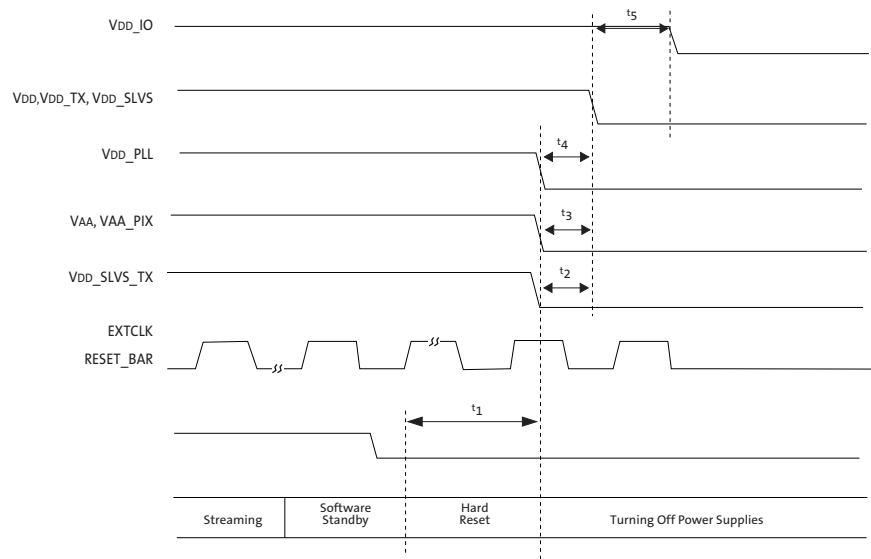 VDD_IO
t5
VDD,VDD_TX, VDD_SLVS
t4
VDD_PLL
t3
VAA, VAA_PIX
t2
VDD_SLVS_TX
EXTCLK
RESET_BAR
t1
Streaming
Software
Standby
Hard
Reset
Turning Off Power Supplies